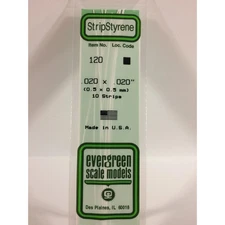 StripStyrene
Item No. Loc. Code
120
.020 x .020"
(0.5 x 0.5 mm)
10 Strips
Made in U.S.A.
evergreen
scale models
Des Plaines, IL 60018